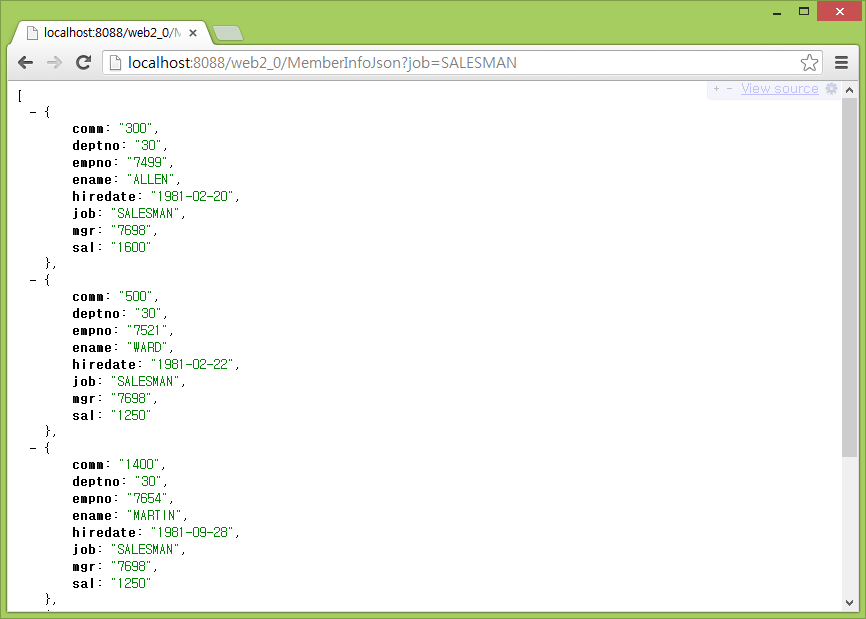 localhost:8088/web2_0/M
localhost:8088/web2_0/MemberInfoJson?job=SALESMAN
+ - View source
[
- {
comm: "300",
deptno: "30",
empno: "7499",
ename: "ALLEN",
hiredate: "1981-02-20",
job: "SALESMAN",
mgr: "7698",
sal: "1600"
},
- {
comm: "500",
deptno: "30",
empno: "7521",
ename: "WARD",
hiredate: "1981-02-22",
job: "SALESMAN",
mgr: "7698",
sal: "1250"
},
- {
comm: "1400",
deptno: "30",
empno: "7654",
ename: "MARTIN",
hiredate: "1981-09-28",
job: "SALESMAN",
mgr: "7698",
sal: "1250"
},